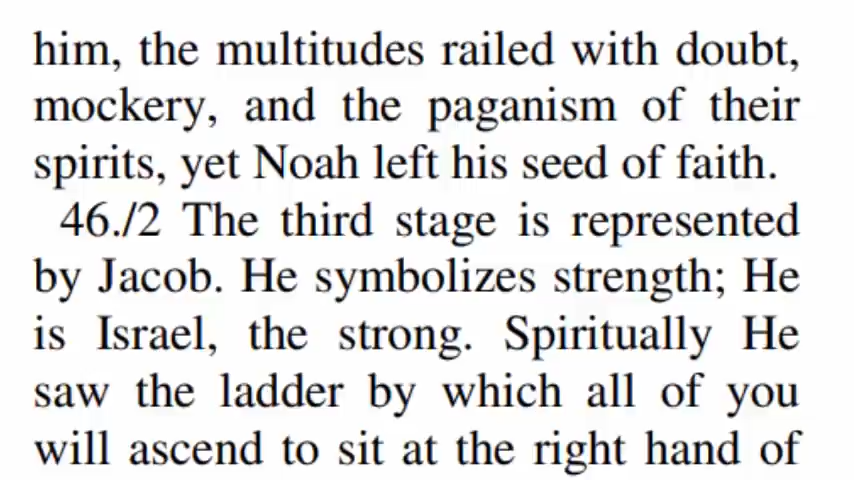 him, the multitudes railed with doubt,
mockery, and the paganism of their
spirits, yet Noah left his seed of faith.
46./2 The third stage is represented
by Jacob. He symbolizes strength; He
is Israel, the strong. Spiritually He
saw the ladder by which all of you
will ascend to sit at the right hand of